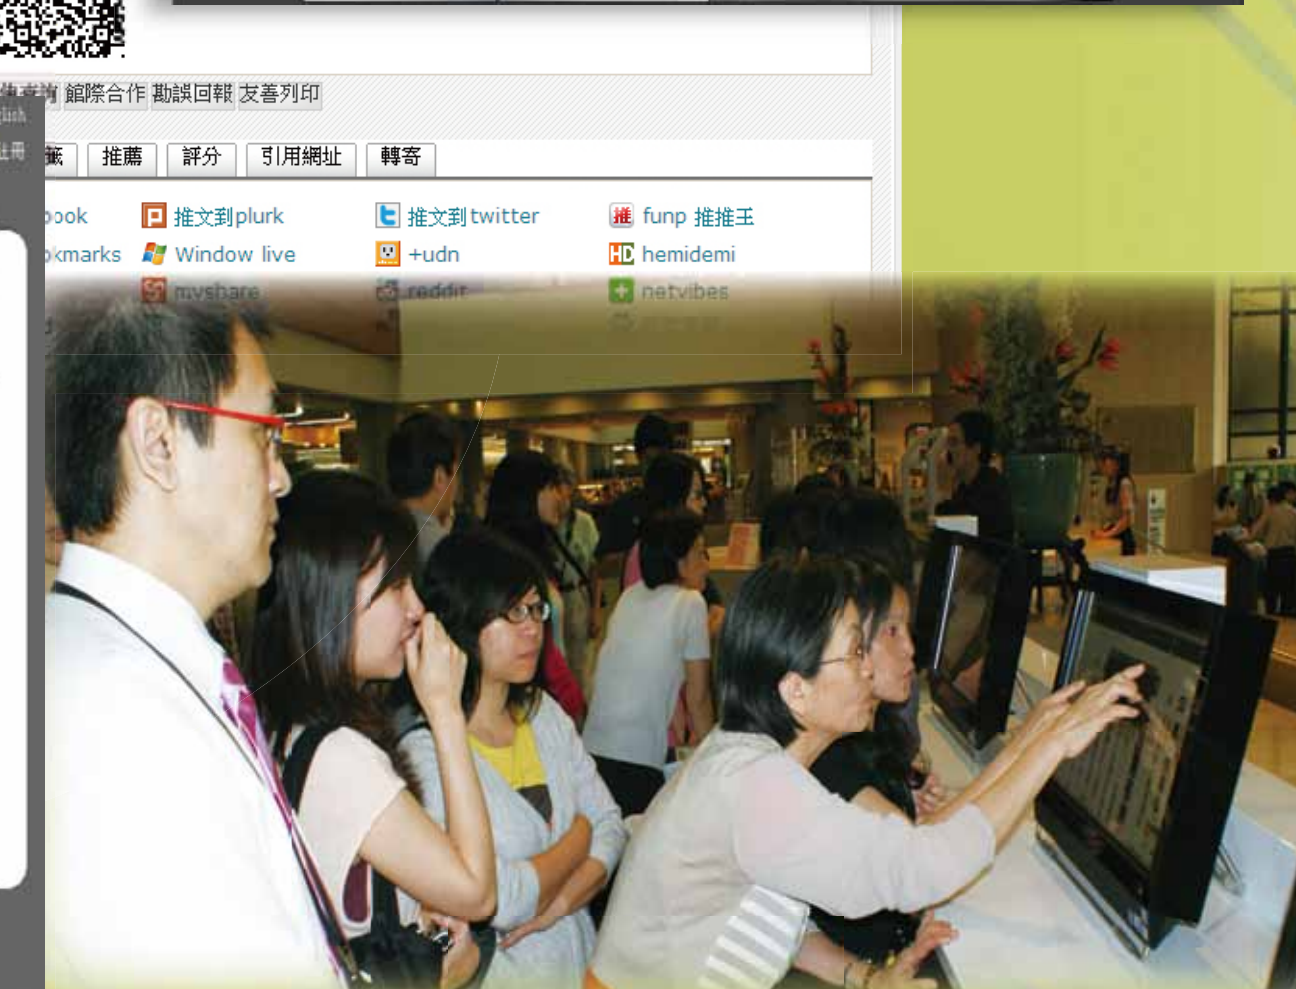 館際合作 勘誤回報 友善列印
推薦 評分 引用網址 轉寄
推文到plurk 推文到twitter funp 推推王
Window live +udn hemidemi
myshare reddit netvibes